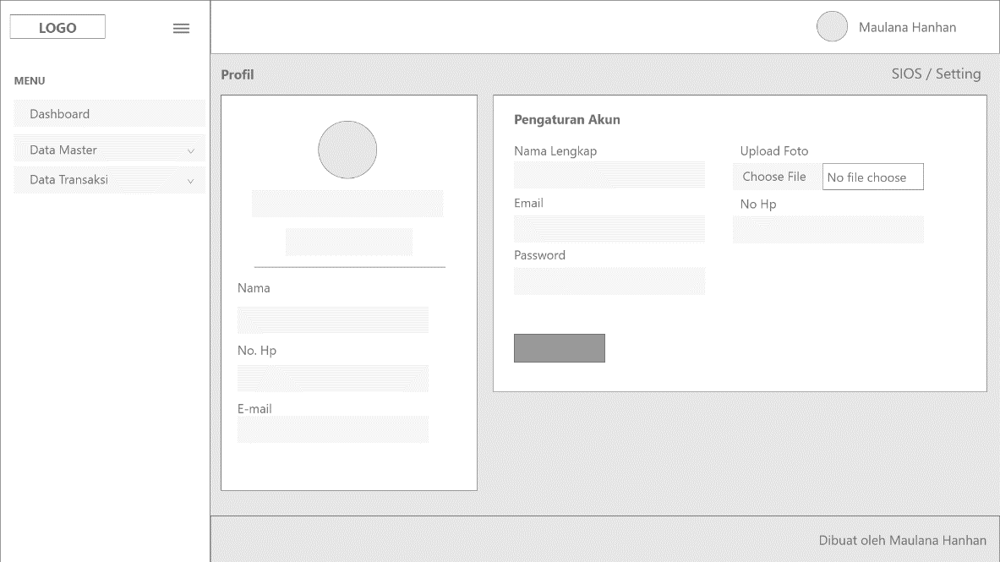 LOGO
Maulana Hanhan
MENU
Dashboard
Data Master
Data Transaksi
Profil
SIOS / Setting
Nama
No. Hp
E-mail
Pengaturan Akun
Nama Lengkap
Upload Foto
Choose File
No file choose
Email
No Hp
Password
Dibuat oleh Maulana Hanhan